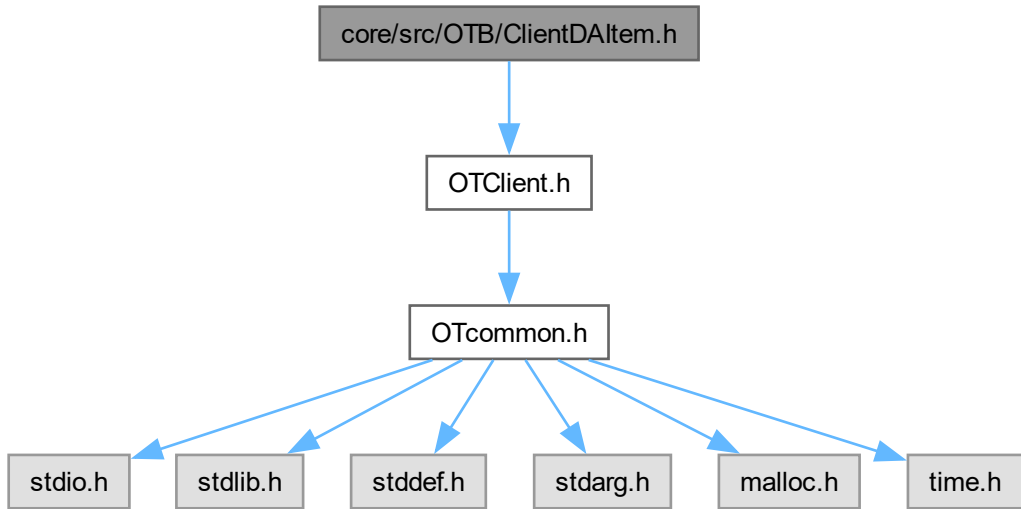 core/src/OTB/ClientDAItem.h
OTClient.h
OTcommon.h
stdio.h
stdlib.h
stddef.h
stdarg.h
malloc.h
time.h